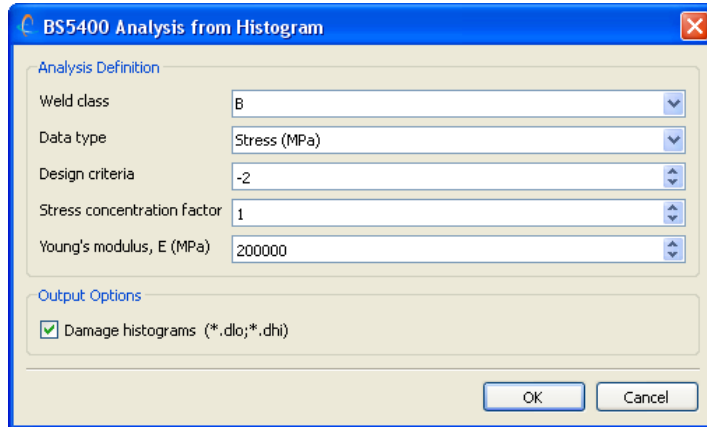 BS5400 Analysis from Histogram
Analysis Definition
Weld class B
Data type Stress (MPa)
Design criteria -2
Stress concentration factor 1
Young's modulus, E (MPa) 200000
Output Options
Damage histograms (*.dlo;*.dhi)
OK Cancel